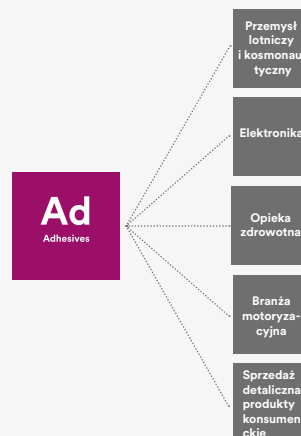 Przemysł
lotniczy
i kosmonau
tyczny
Elektronika
Ad
Adhesives
Opieka
zdrowotna
Branża
motoryza-
cyjna
Sprzedaż
detaliczna
produkty
konsumen
ckie